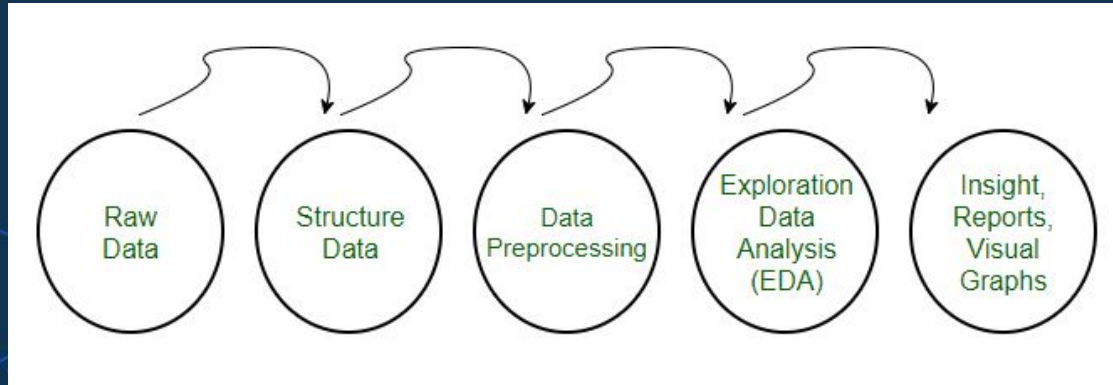 Raw
Data
Structure
Data
Data
Preprocessing
Exploration
Data
Analysis
(EDA)
Insight,
Reports,
Visual
Graphs